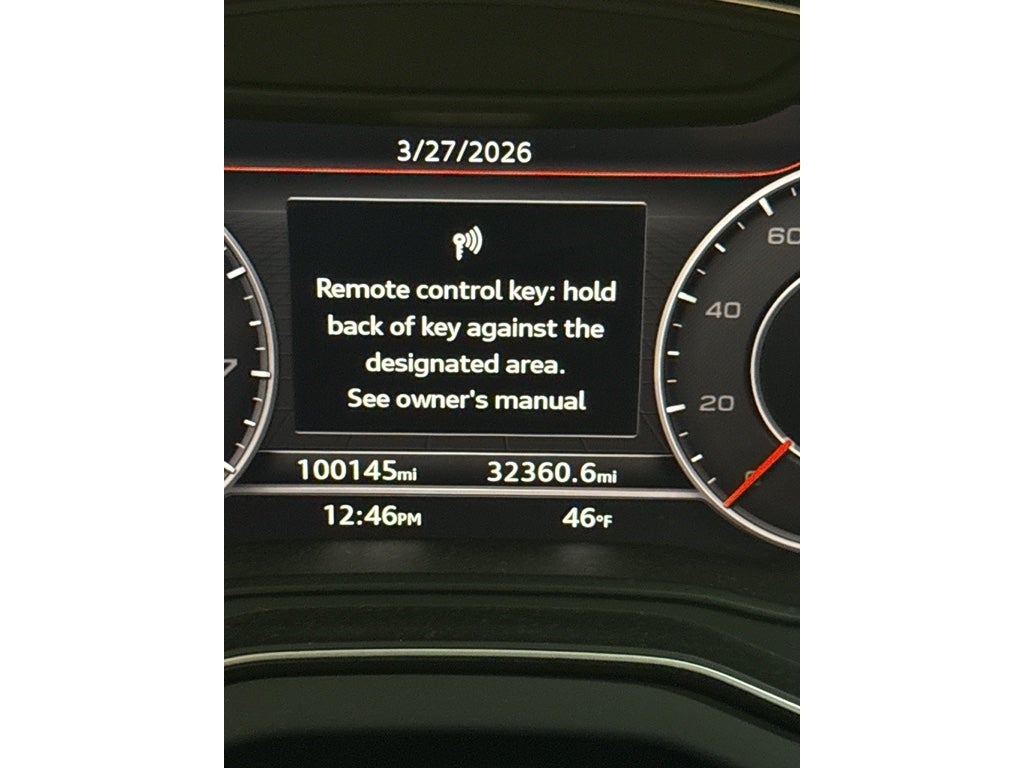 3/27/2026
60
Remote control key: hold
back of key against the
designated area.
See owner's manual
40
7
20
100145mi 32360.6mi
12:46PM 46°F